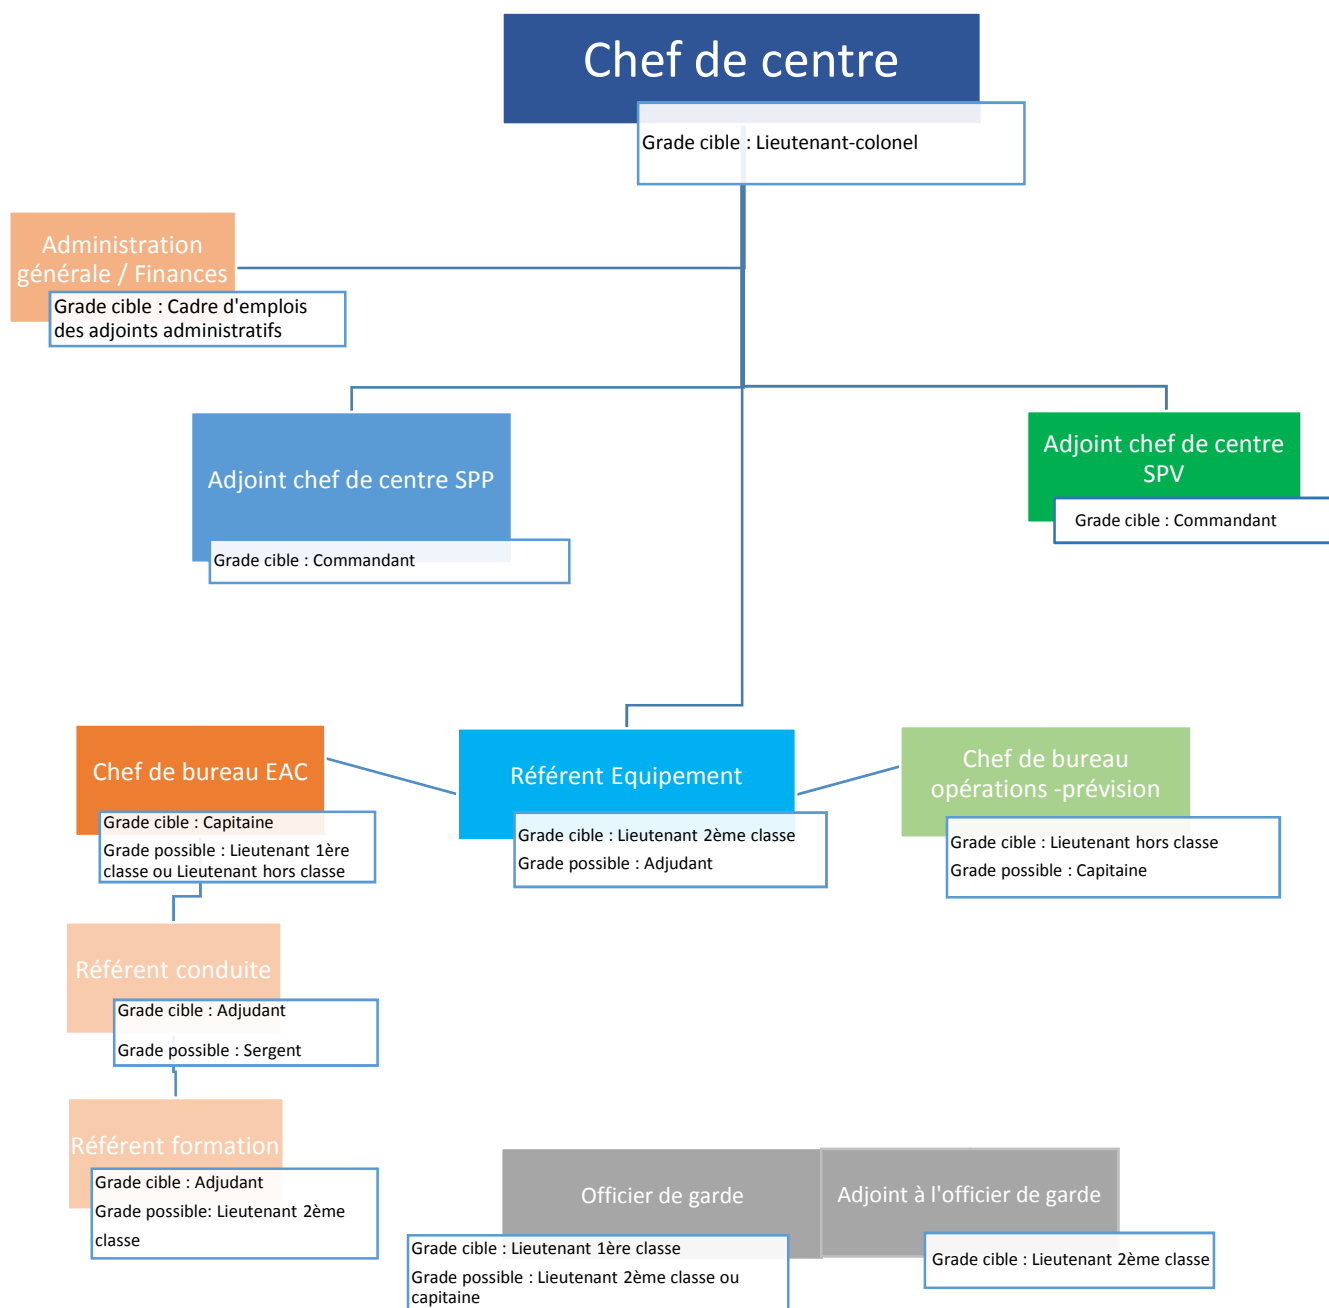 Chef de centre
Grade cible : Lieutenant-colonel
Administration
générale / Finances
Grade cible : Cadre d'emplois
des adjoints administratifs
Adjoint chef de centre SPP
Grade cible : Commandant
Adjoint chef de centre
SPV
Grade cible : Commandant
Chef de bureau EAC
Grade cible : Capitaine
Grade possible : Lieutenant 1ère
classe ou Lieutenant hors classe
Référent Equipement
Grade cible : Lieutenant 2ème classe
Grade possible : Adjudant
Chef de bureau
opérations -prévision
Grade cible : Lieutenant hors classe
Grade possible : Capitaine
Référent conduite
Grade cible : Adjudant
Grade possible : Sergent
Référent formation
Grade cible : Adjudant
Grade possible: Lieutenant 2ème
classe
Officier de garde
Grade cible : Lieutenant 1ère classe
Grade possible : Lieutenant 2ème classe ou
capitaine
Adjoint à l'officier de garde
Grade cible : Lieutenant 2ème classe